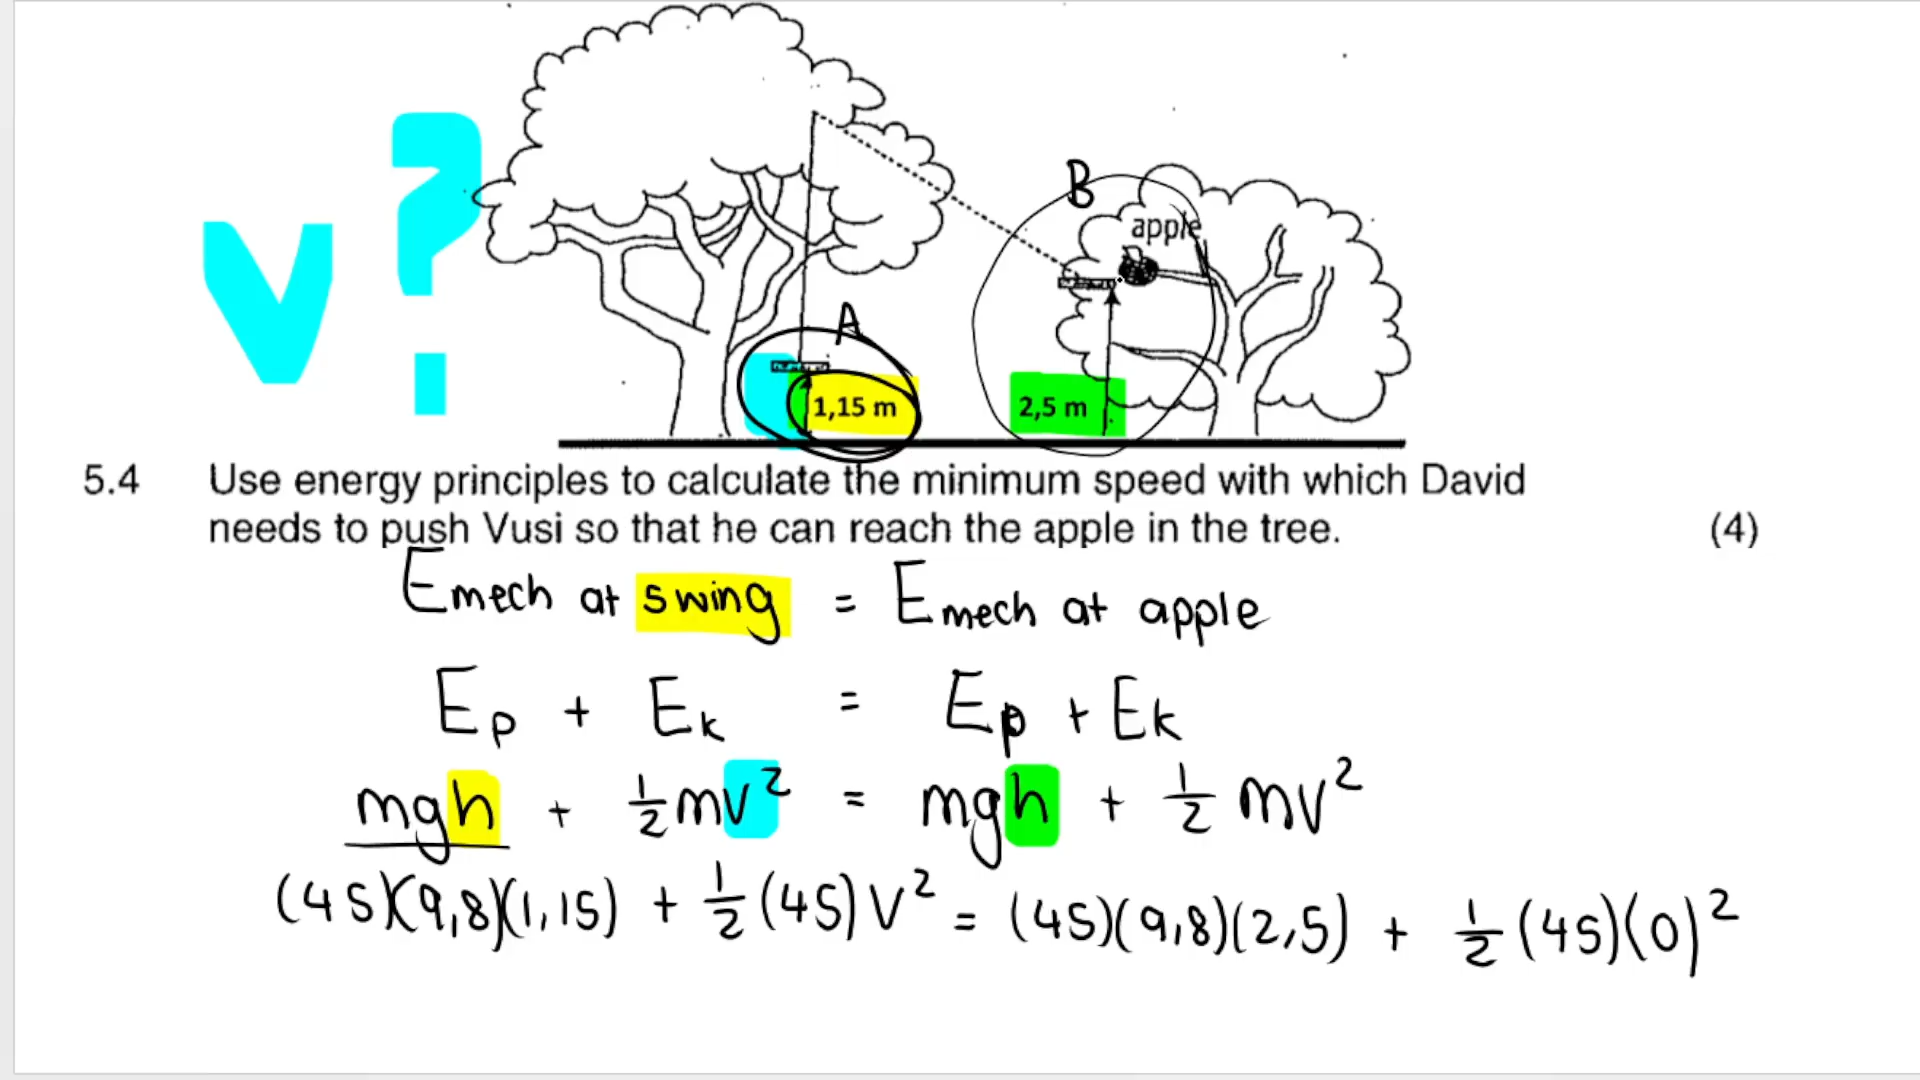 V ?
B
apple
A
1,15 m
2,5 m
5.4 Use energy principles to calculate the minimum speed with which David
needs to push Vusi so that he can reach the apple in the tree. (4)
Emech at swing = Emech at apple
Ep + Ek = Ep + Ek
mgh + ½mv² = mgh + ½mv²
(45)(9,8)(1,15) + ½(45)V² = (45)(9,8)(2,5) + ½(45)(0)²